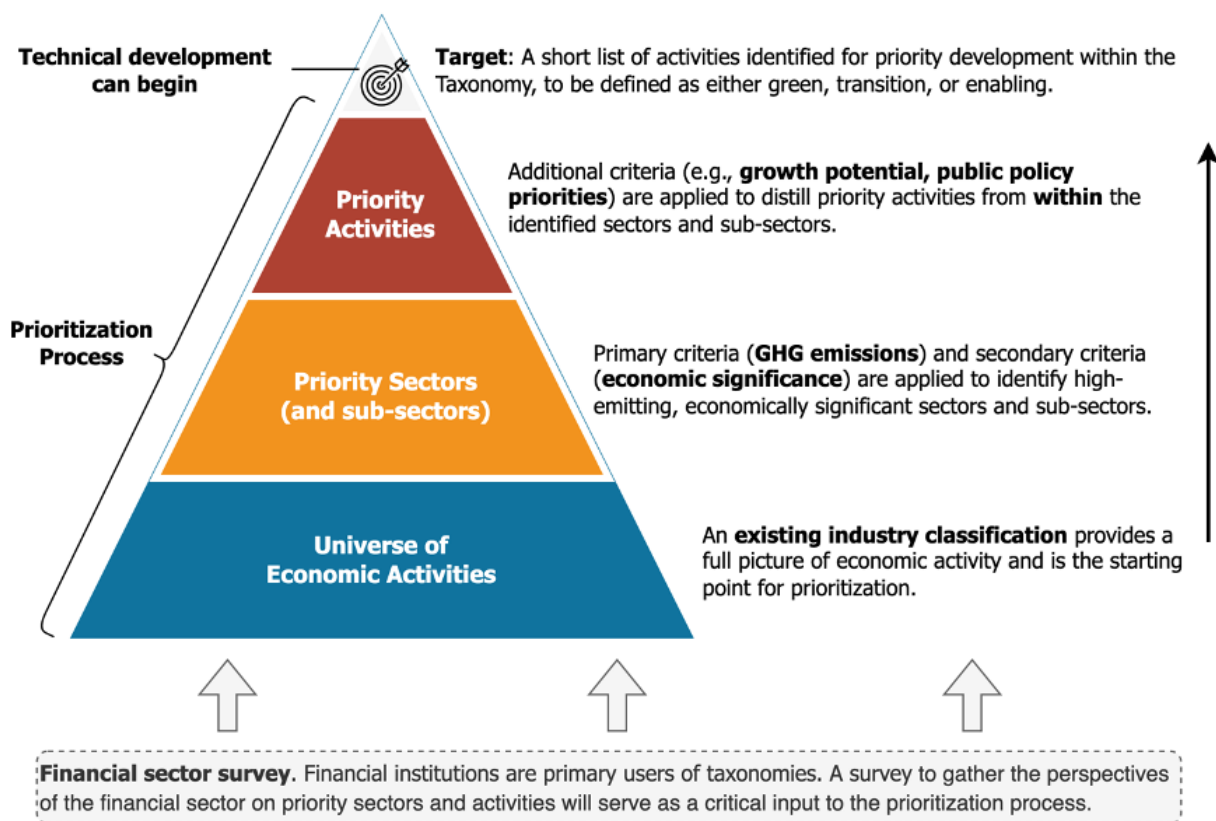 Technical development
can begin
Target: A short list of activities identified for priority development within the
Taxonomy, to be defined as either green, transition, or enabling.
Priority
Activities
Additional criteria (e.g., growth potential, public policy
priorities) are applied to distill priority activities from within the
identified sectors and sub-sectors.
Prioritization
Process
Priority Sectors
(and sub-sectors)
Primary criteria (GHG emissions) and secondary criteria
(economic significance) are applied to identify high-
emitting, economically significant sectors and sub-sectors.
Universe of
Economic Activities
An existing industry classification provides a
full picture of economic activity and is the starting
point for prioritization.
Financial sector survey. Financial institutions are primary users of taxonomies. A survey to gather the perspectives
of the financial sector on priority sectors and activities will serve as a critical input to the prioritization process.